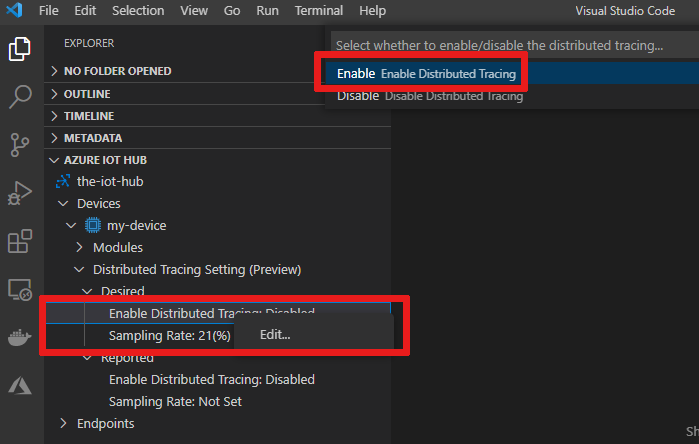 File Edit Selection View Go Run Terminal Help Visual Studio Code
EXPLORER
Select whether to enable/disable the distributed tracing...
Enable Enable Distributed Tracing
Disable Disable Distributed Tracing
NO FOLDER OPENED
OUTLINE
TIMELINE
METADATA
AZURE IOT HUB
the-iot-hub
Devices
my-device
Modules
Distributed Tracing Setting (Preview)
Desired
Enable Distributed Tracing: Disabled
Sampling Rate: 21(%)
Edit...
Reported
Enable Distributed Tracing: Disabled
Sampling Rate: Not Set
Endpoints
Sh